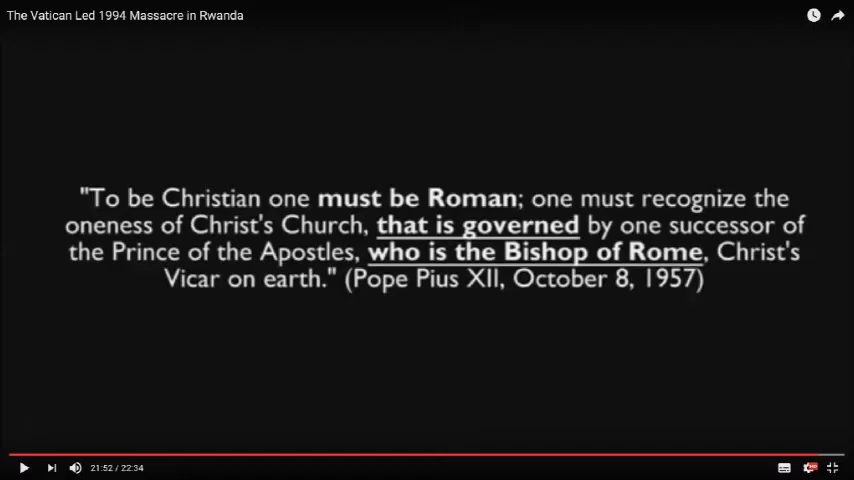 The Vatican Led 1994 Massacre in Rwanda
"To be Christian one must be Roman; one must recognize the
oneness of Christ's Church, that is governed by one successor of
the Prince of the Apostles, who is the Bishop of Rome, Christ's
Vicar on earth." (Pope Pius XII, October 8, 1957)
21:52 / 22:34
HD